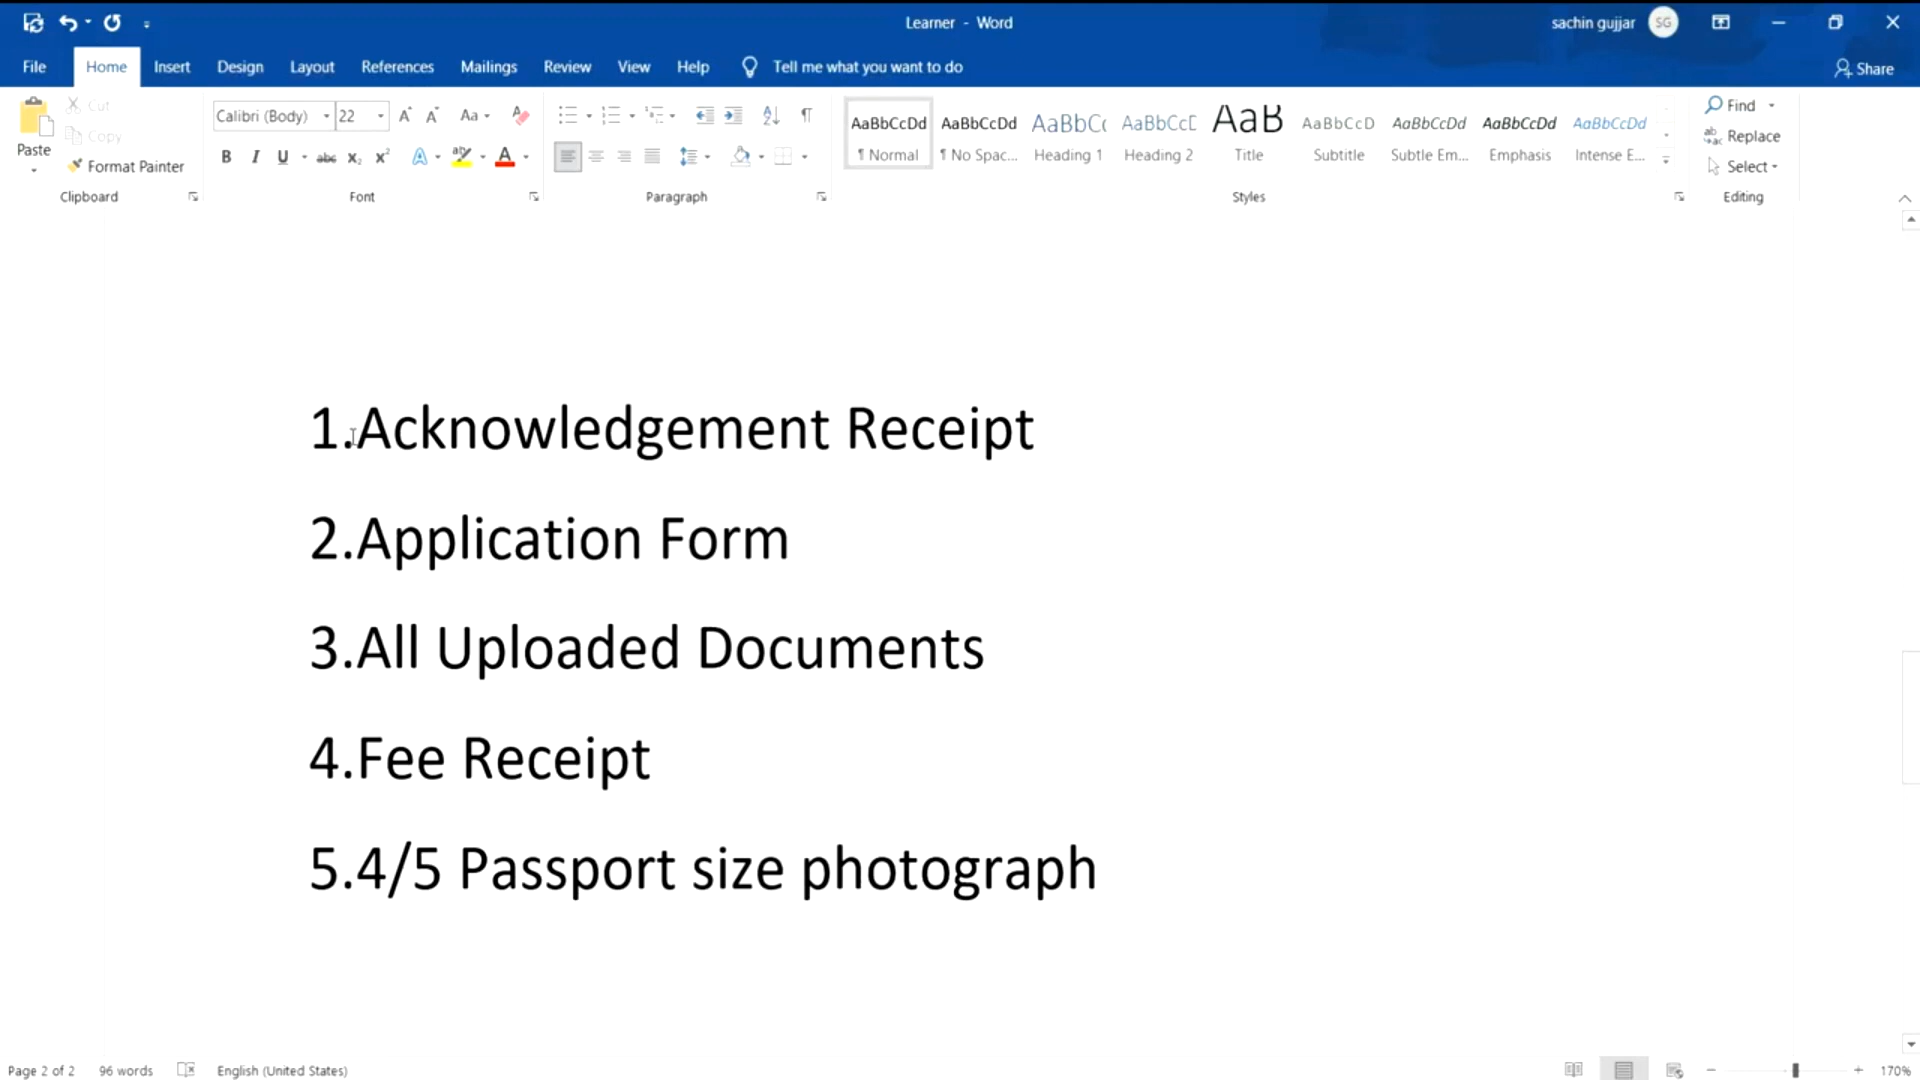 Learner - Word
sachin gujjar SG
File Home Insert Design Layout References Mailings Review View Help Tell me what you want to do Share
Cut
Copy
Paste
Format Painter
Clipboard
Calibri (Body) 22
Font
Paragraph
AaBbCcDd AaBbCcDd AaBbCc AaBbCcD AaB AaBbCcD AaBbCcDd AaBbCcDd AaBbCcDd
¶ Normal ¶ No Spac... Heading 1 Heading 2 Title Subtitle Subtle Em... Emphasis Intense E...
Styles
Find
Replace
Select
Editing
1.Acknowledgement Receipt
2.Application Form
3.All Uploaded Documents
4.Fee Receipt
5.4/5 Passport size photograph
Page 2 of 2 96 words English (United States) 170%